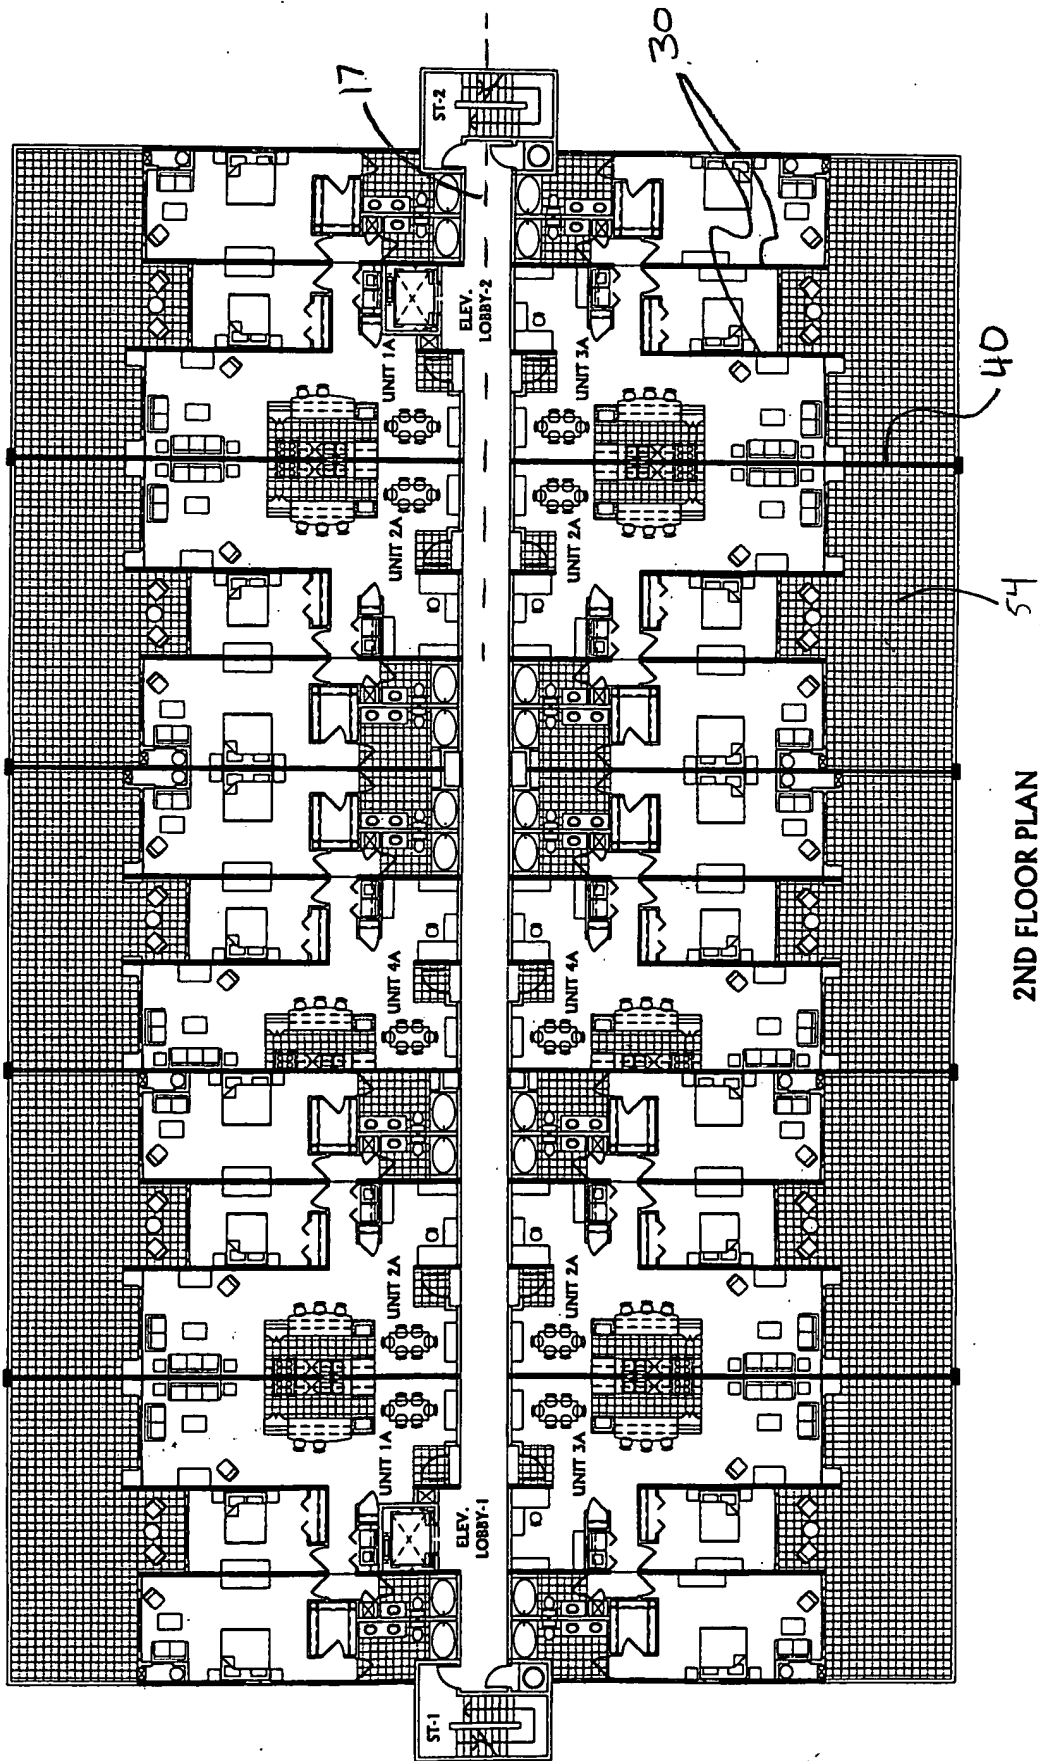 ST-2
17
30
ELEV.
LOBBY-2
UNIT 1A
UNIT 3A
40
UNIT 2A
UNIT 2A
54
2ND FLOOR PLAN
UNIT 4A
UNIT 4A
UNIT 2A
UNIT 2A
UNIT 1A
UNIT 3A
ELEV.
LOBBY-1
ST-1